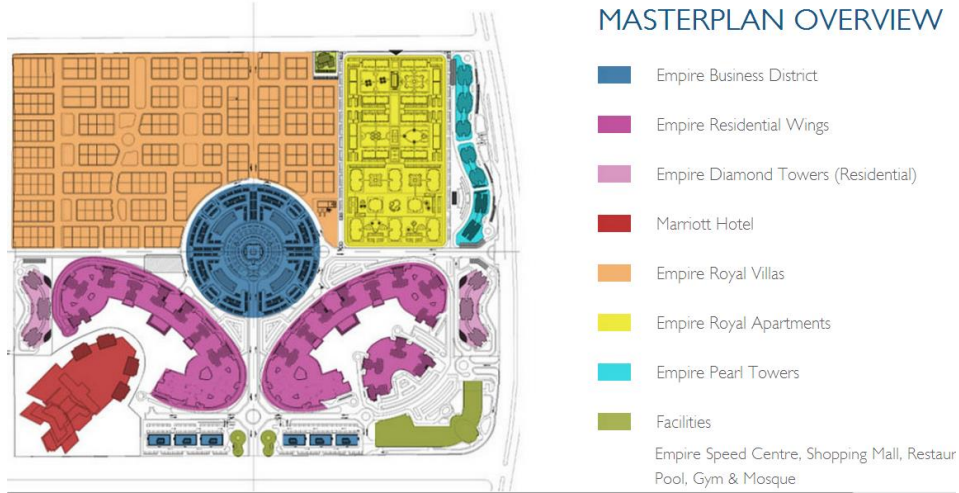 MASTERPLAN OVERVIEW
Empire Business District
Empire Residential Wings
Empire Diamond Towers (Residential)
Marriott Hotel
Empire Royal Villas
Empire Royal Apartments
Empire Pearl Towers
Facilities
Empire Speed Centre, Shopping Mall, Restaur
Pool, Gym & Mosque